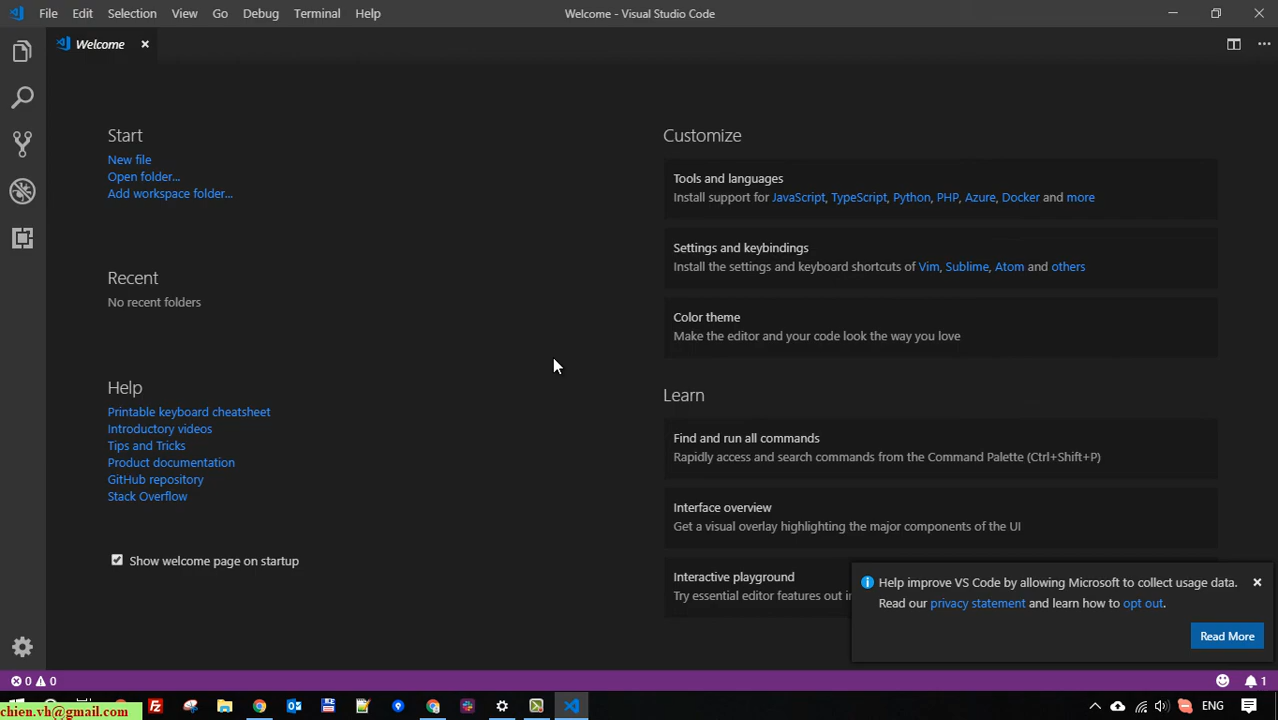 File Edit Selection View Go Debug Terminal Help
Welcome - Visual Studio Code
Welcome
Start
New file
Open folder...
Add workspace folder...
Recent
No recent folders
Help
Printable keyboard cheatsheet
Introductory videos
Tips and Tricks
Product documentation
GitHub repository
Stack Overflow
Show welcome page on startup
Customize
Tools and languages
Install support for JavaScript, TypeScript, Python, PHP, Azure, Docker and more
Settings and keybindings
Install the settings and keyboard shortcuts of Vim, Sublime, Atom and others
Color theme
Make the editor and your code look the way you love
Learn
Find and run all commands
Rapidly access and search commands from the Command Palette (Ctrl+Shift+P)
Interface overview
Get a visual overlay highlighting the major components of the UI
Interactive playground
Try essential editor features out in
Help improve VS Code by allowing Microsoft to collect usage data.
Read our privacy statement and learn how to opt out.
Read More
0 0
1
chien.vh@gmail.com
ENG